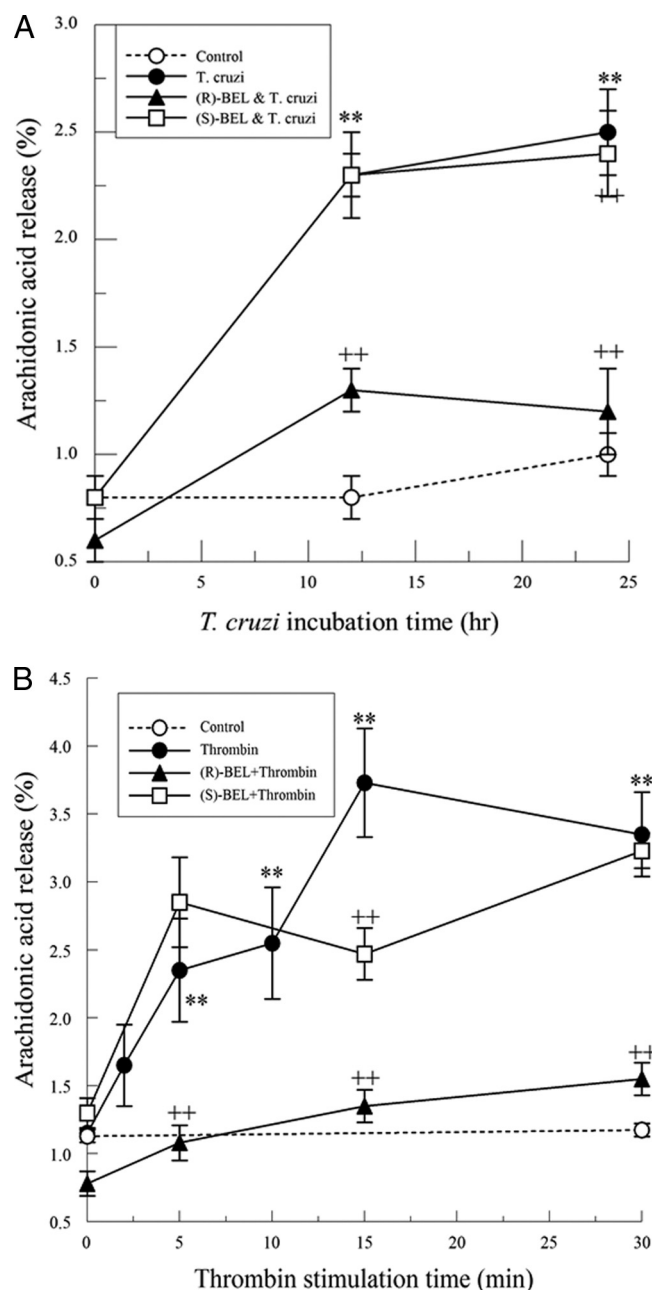 A
Control
T. cruzi
(R)-BEL & T. cruzi
(S)-BEL & T. cruzi
3.0
2.5
2.0
1.5
1.0
0.5
**
**
++
++
++
Arachidonic acid release (%)
0 5 10 15 20 25
T. cruzi incubation time (hr)
B
Control
Thrombin
(R)-BEL+Thrombin
(S)-BEL+Thrombin
4.5
4.0
3.5
3.0
2.5
2.0
1.5
1.0
0.5
**
**
**
**
++
++
++
++
Arachidonic acid release (%)
0 5 10 15 20 25 30
Thrombin stimulation time (min)